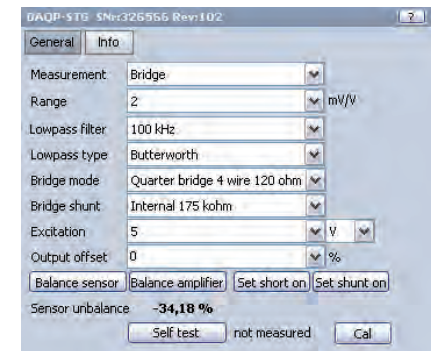 DAQP-STG SNr:326566 Rev:102 ?
General Info
Measurement Bridge
Range 2 mV/V
Lowpass filter 100 kHz
Lowpass type Butterworth
Bridge mode Quarter bridge 4 wire 120 ohm
Bridge shunt Internal 175 kohm
Excitation 5 V
Output offset 0 %
Balance sensor Balance amplifier Set short on Set shunt on
Sensor unbalance -34,18 %
Self test not measured Cal